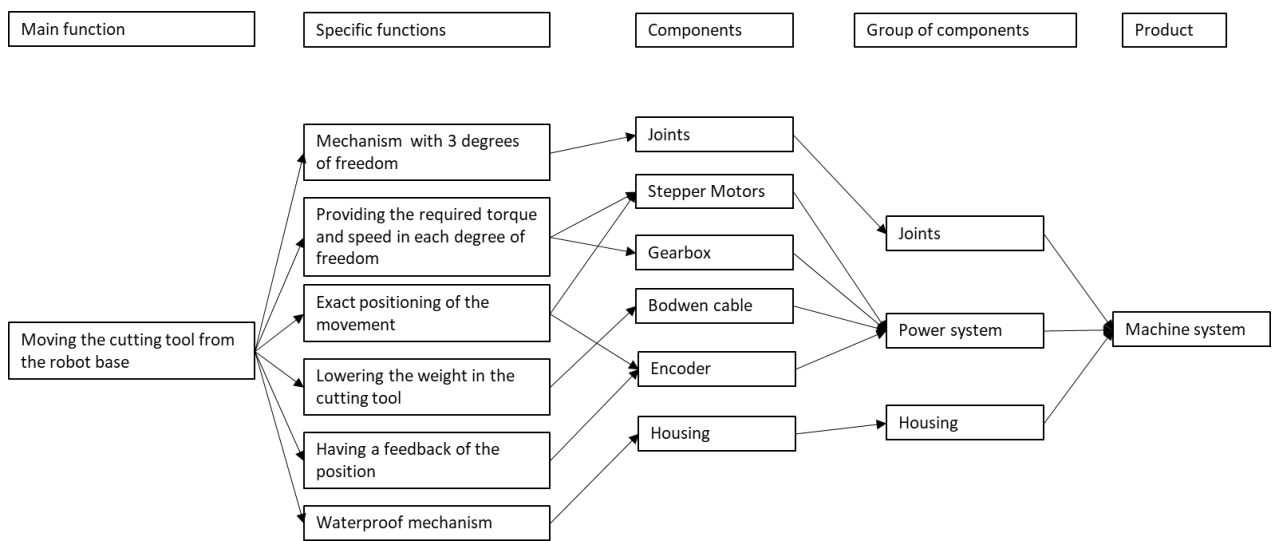 Main function
Specific functions
Components
Group of components
Product
Mechanism with 3 degrees
of freedom
Providing the required torque
and speed in each degree of
freedom
Exact positioning of the
movement
Moving the cutting tool from
the robot base
Lowering the weight in the
cutting tool
Having a feedback of the
position
Waterproof mechanism
Joints
Stepper Motors
Gearbox
Bodwen cable
Encoder
Housing
Joints
Power system
Housing
Machine system